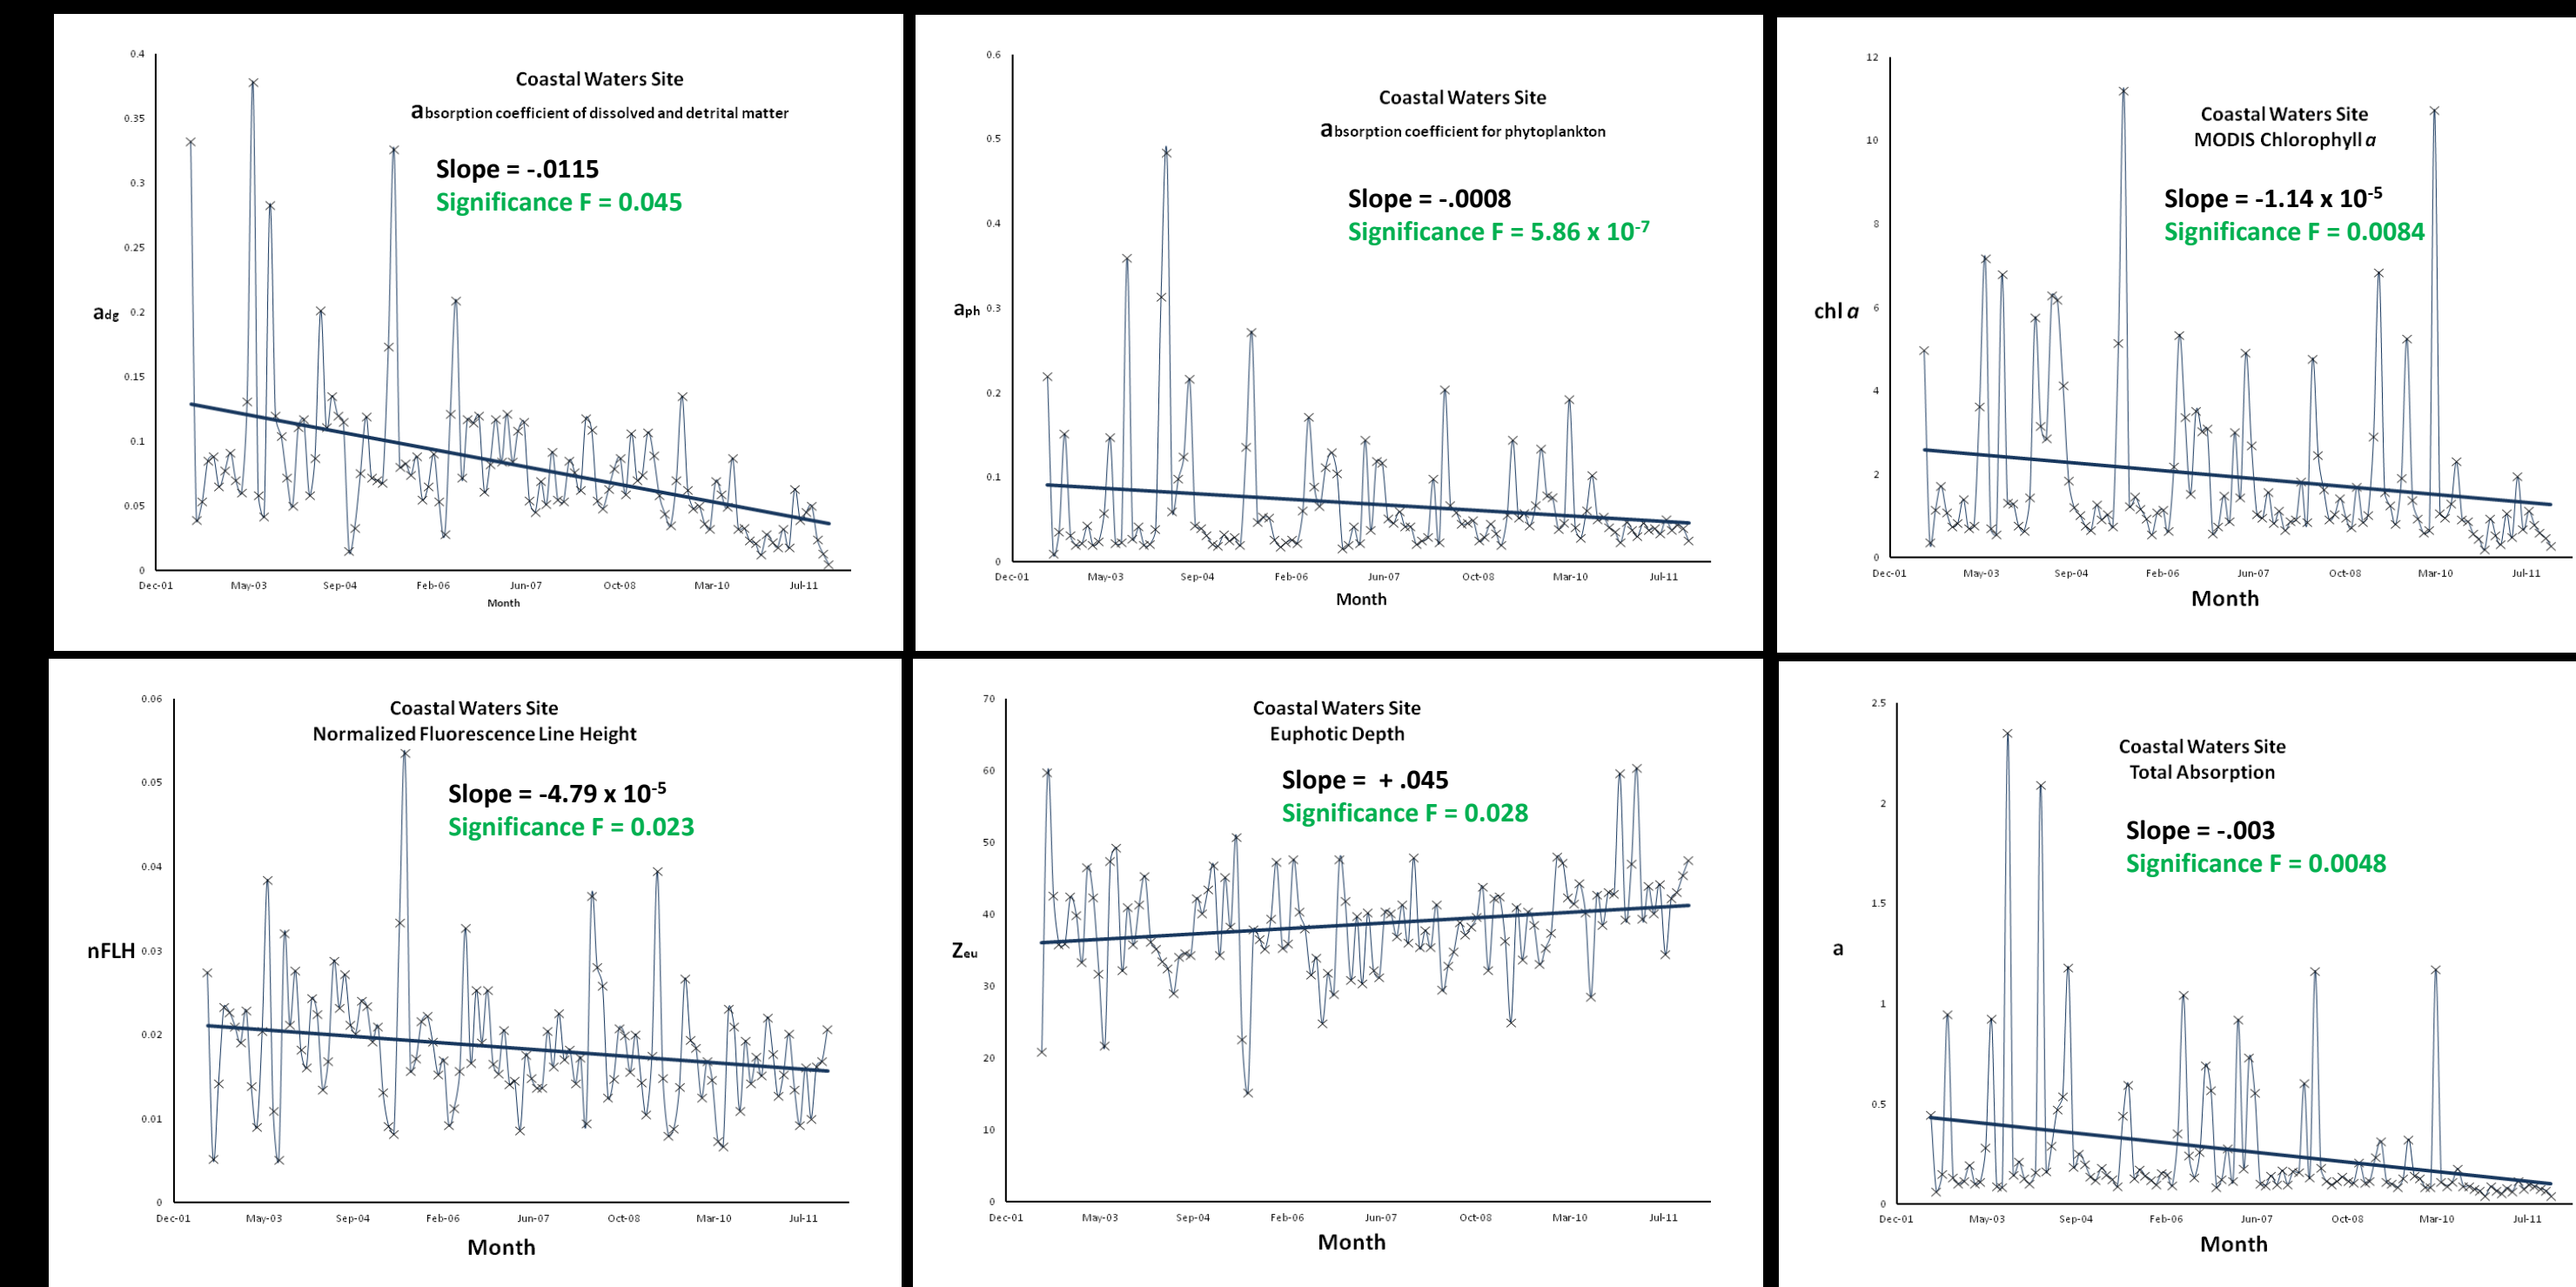 Coastal Waters Site
absorption coefficient of dissolved and detrital matter
Slope = -.0115
Significance F = 0.045
adg
0.4
0.35
0.3
0.25
0.2
0.15
0.1
0.05
0
Dec-01 May-03 Sep-04 Feb-06 Jun-07 Oct-08 Mar-10 Jul-11
Month
Coastal Waters Site
absorption coefficient for phytoplankton
Slope = -.0008
Significance F = 5.86 x 10-7
aph
0.6
0.5
0.4
0.3
0.2
0.1
0
Dec-01 May-03 Sep-04 Feb-06 Jun-07 Oct-08 Mar-10 Jul-11
Month
Coastal Waters Site
MODIS Chlorophyll a
Slope = -1.14 x 10-5
Significance F = 0.0084
chl a
12
10
8
6
4
2
0
Dec-01 May-03 Sep-04 Feb-06 Jun-07 Oct-08 Mar-10 Jul-11
Month
Coastal Waters Site
Normalized Fluorescence Line Height
Slope = -4.79 x 10-5
Significance F = 0.023
nFLH
0.06
0.05
0.04
0.03
0.02
0.01
0
Dec-01 May-03 Sep-04 Feb-06 Jun-07 Oct-08 Mar-10 Jul-11
Month
Coastal Waters Site
Euphotic Depth
Slope = + .045
Significance F = 0.028
Zeu
70
60
50
40
30
20
10
0
Dec-01 May-03 Sep-04 Feb-06 Jun-07 Oct-08 Mar-10 Jul-11
Month
Coastal Waters Site
Total Absorption
Slope = -.003
Significance F = 0.0048
a
2.5
2
1.5
1
0.5
0
Dec-01 May-03 Sep-04 Feb-06 Jun-07 Oct-08 Mar-10 Jul-11
Month